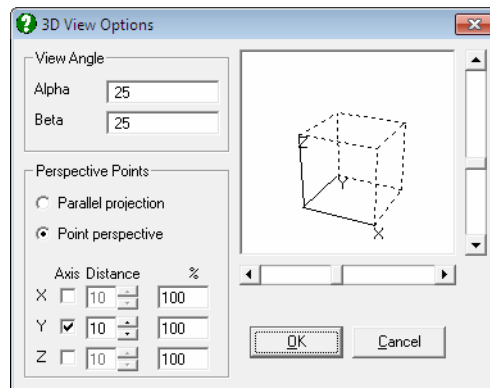 3D View Options
View Angle
Alpha 25
Beta 25
Perspective Points
Parallel projection
Point perspective
Axis Distance %
X 10 100
Y 10 100
Z 10 100
Z
Y
X
OK Cancel